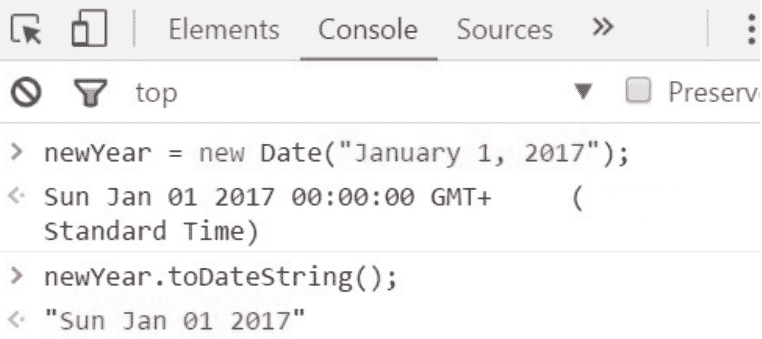 Elements Console Sources »
top ▼ Preserv
> newYear = new Date("January 1, 2017");
<· Sun Jan 01 2017 00:00:00 GMT+ (
Standard Time)
> newYear.toDateString();
<· "Sun Jan 01 2017"